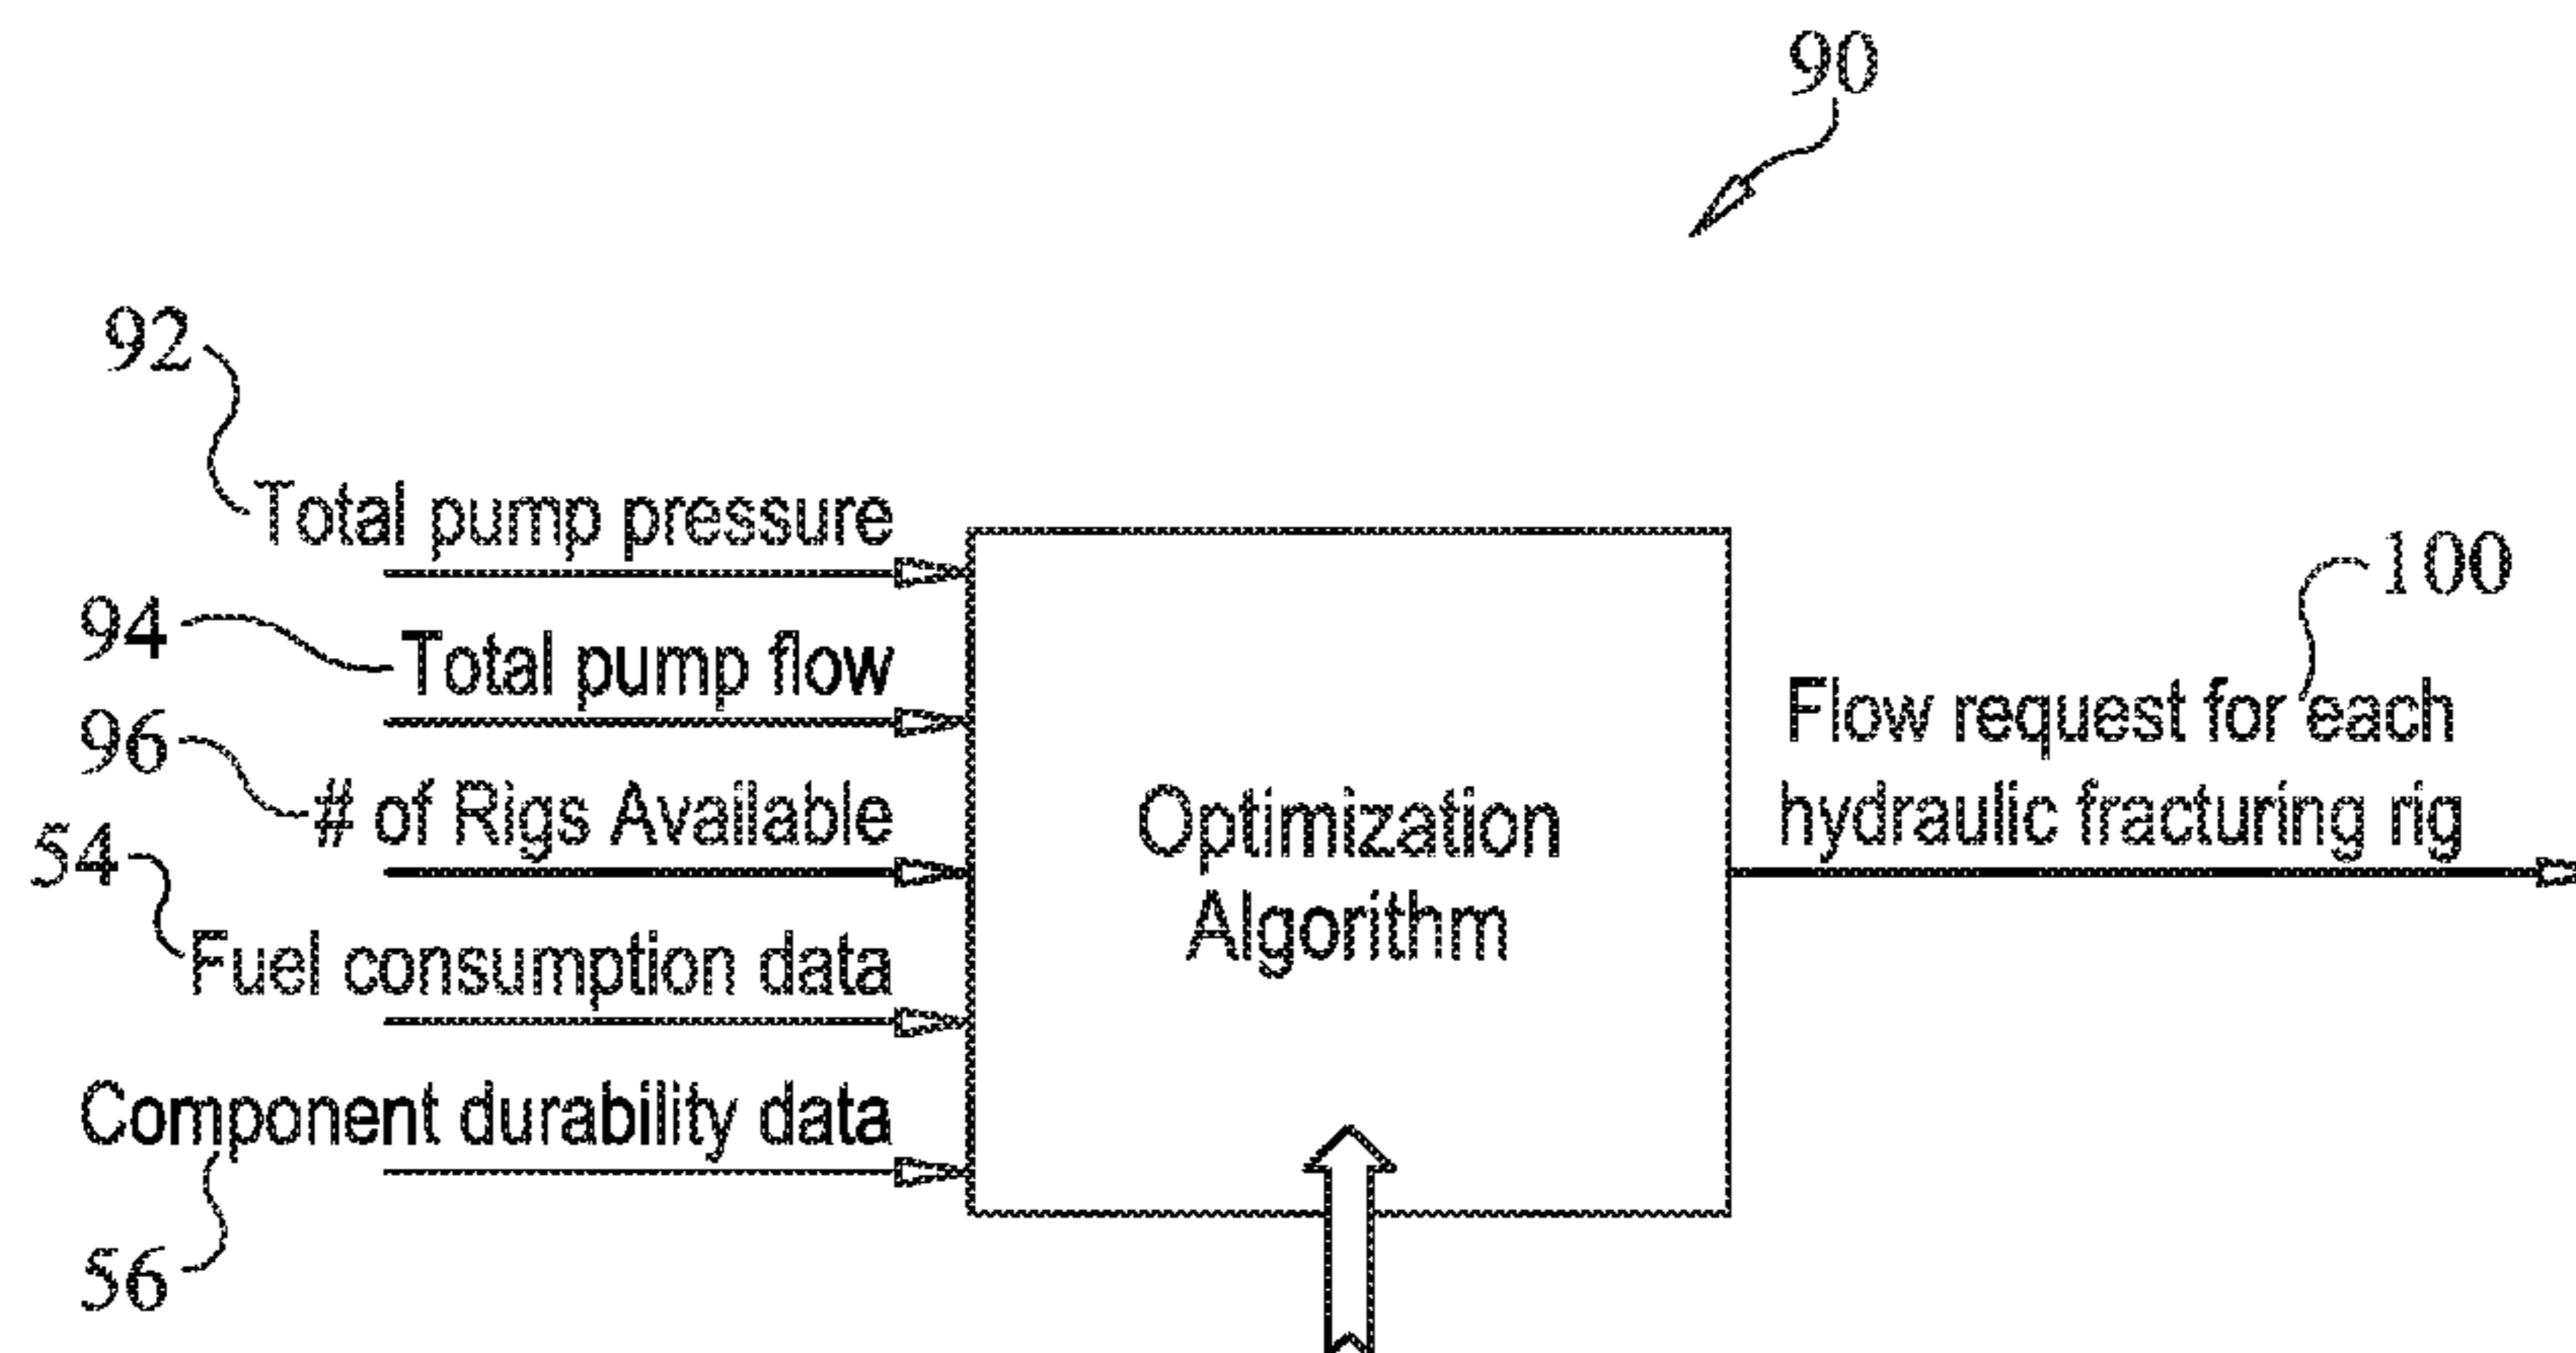 90
92
Total pump pressure
94
Total pump flow
96
# of Rigs Available
54
Fuel consumption data
Component durability data
56
Optimization
Algorithm
100
Flow request for each
hydraulic fracturing rig